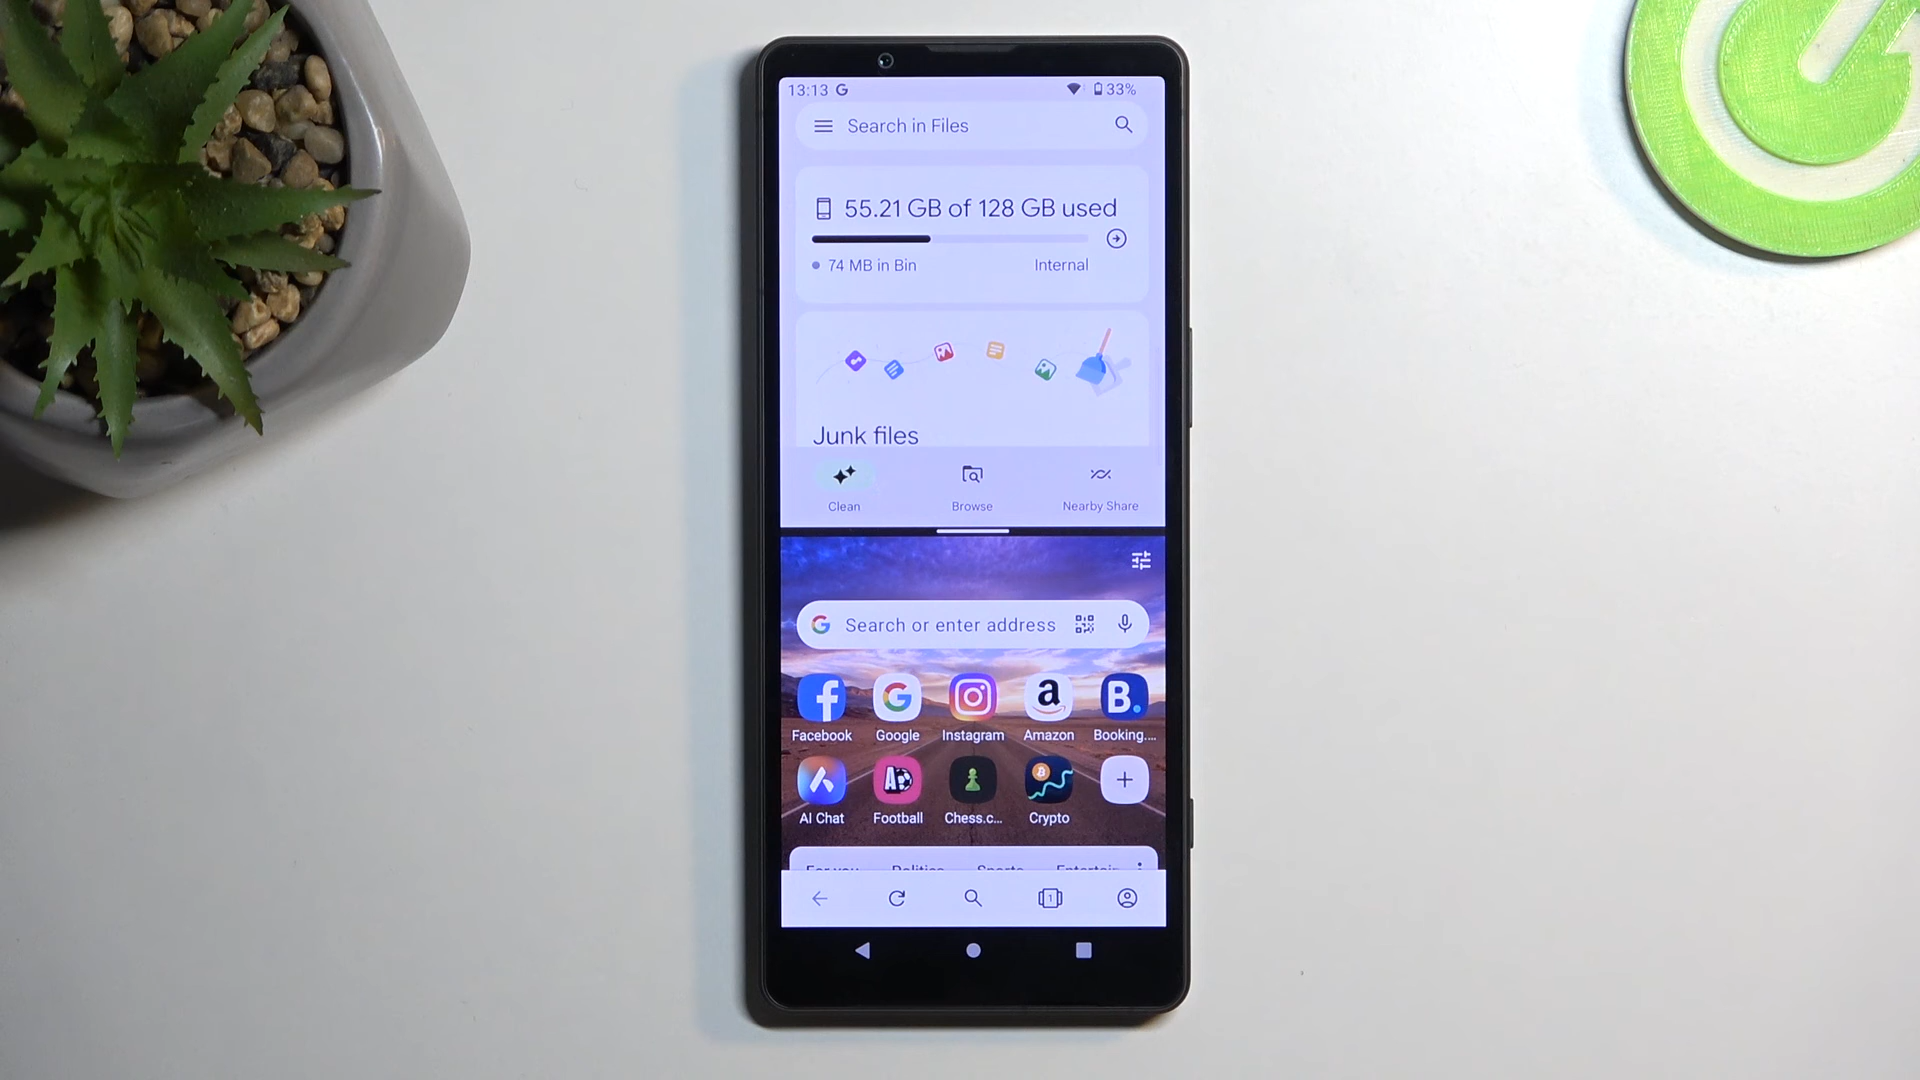 13:13 G 33%
Search in Files
55.21 GB of 128 GB used
74 MB in Bin Internal
Junk files
Clean Browse Nearby Share
Search or enter address
Facebook Google Instagram Amazon Booking....
AI Chat Football Chess.c... Crypto
For you Politics Sports Entertain
1